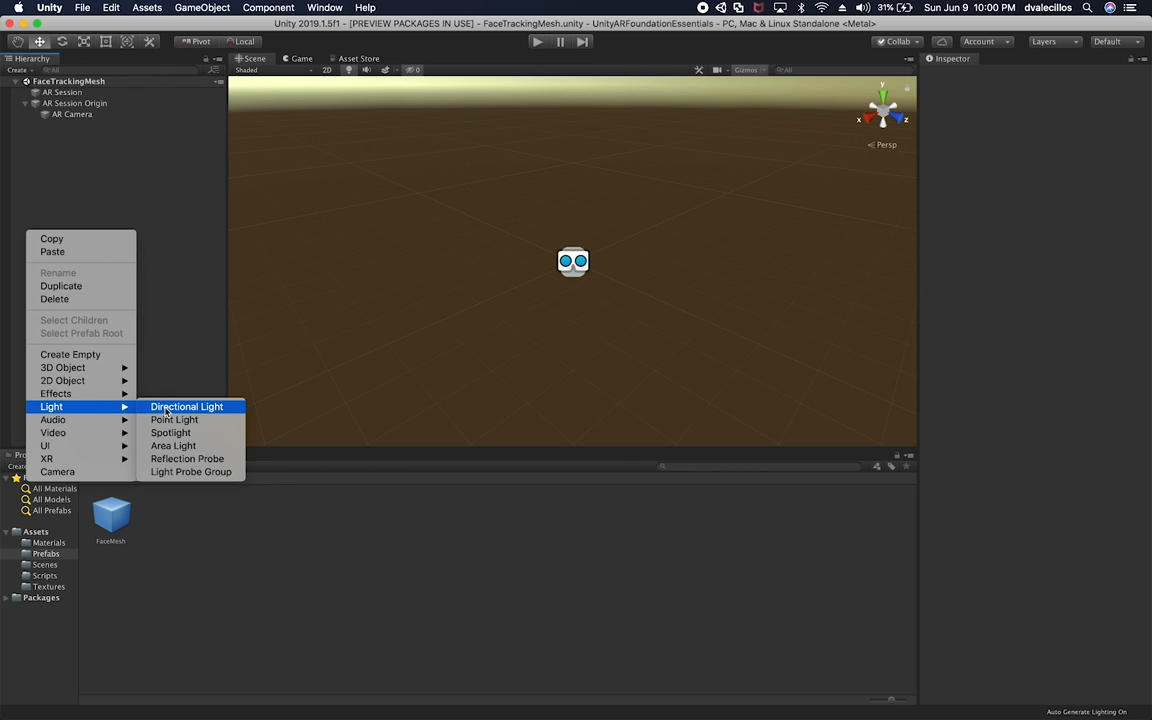 Unity File Edit Assets GameObject Component Window Help
31% Sun Jun 9 10:00 PM dvalecillos
Unity 2019.1.5f1 - [PREVIEW PACKAGES IN USE] - FaceTrackingMesh.unity - UnityARFoundationEssentials - PC, Mac & Linux Standalone <Metal>
Pivot Local Collab Account Layers Default
Hierarchy Scene Game Asset Store Inspector
Create All Shaded 2D 0 Gizmos All
FaceTrackingMesh
AR Session
AR Session Origin
AR Camera
y
x z
Persp
Copy
Paste
Rename
Duplicate
Delete
Select Children
Select Prefab Root
Create Empty
3D Object
2D Object
Effects
Light
Audio
Video
UI
XR
Camera
Directional Light
Point Light
Spotlight
Area Light
Reflection Probe
Light Probe Group
All Materials
All Models
All Prefabs
Assets
Materials
Prefabs
Scenes
Scripts
Textures
Packages
FaceMesh
Auto Generate Lighting On